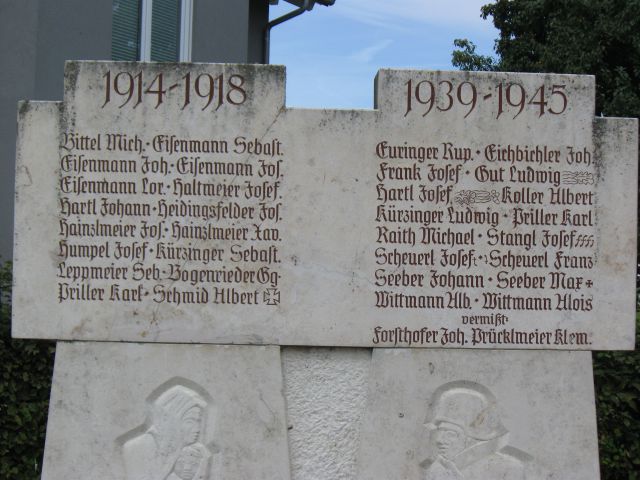 1914-1918
Bittel Mich. · Eisenmann Sebast.
Eisenmann Joh. · Eisenmann Jos.
Eisenmann Lor. · Haltmeier Josef.
Hartl Johann · Heidingsfelder Jos.
Hainzlmeier Jos. · Hainzlmeier Xav.
Humpel Josef · Kürzinger Sebast.
Leppmeier Seb. · Bogenrieder Gg.
Priller Karl · Schmid Albert
1939-1945
Euringer Rup. · Eichbichler Joh.
Frank Josef · Gut Ludwig
Hartl Josef Koller Albert
Kürzinger Ludwig · Priller Karl
Raith Michael · Stangl Josef
Scheuerl Josef · Scheuerl Franz
Seeber Johann · Seeber Max
Wittmann Alb. · Wittmann Alois
vermißt
Forsthofer Joh. Prücklmeier Klem.